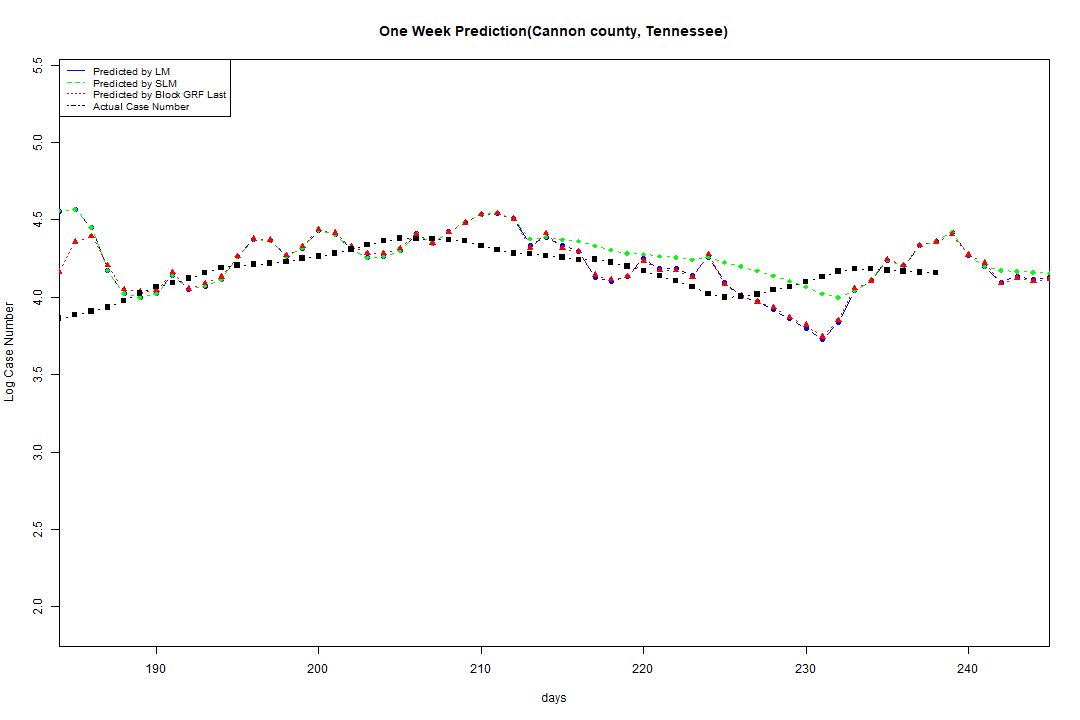 One Week Prediction(Cannon county, Tennessee)
Predicted by LM
Predicted by SLM
Predicted by Block GRF Last
Actual Case Number
5.5
5.0
4.5
4.0
3.5
3.0
2.5
2.0
Log Case Number
190 200 210 220 230 240
days